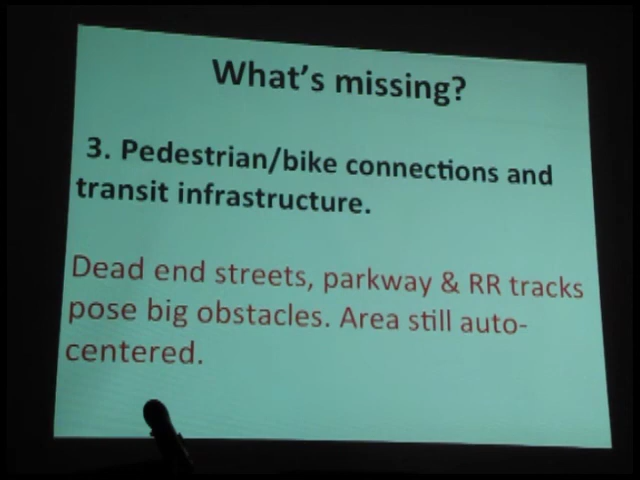 What's missing?
3. Pedestrian/bike connections and
transit infrastructure.
Dead end streets, parkway & RR tracks
pose big obstacles. Area still auto-
centered.